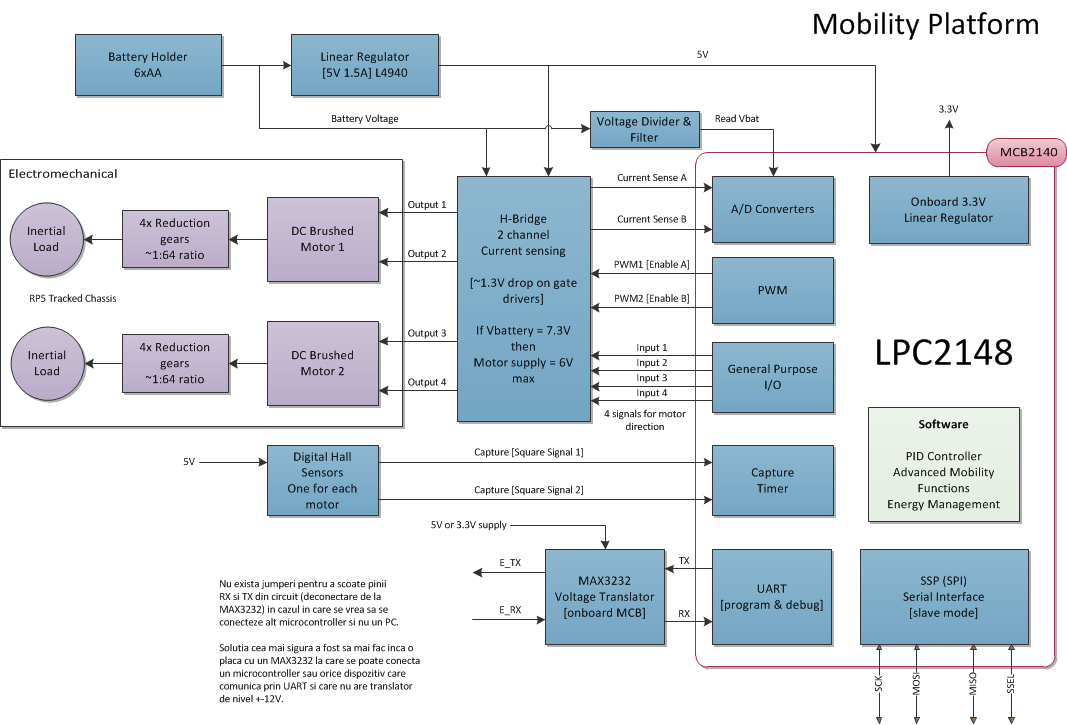 Mobility Platform
Battery Holder
6xAA
Linear Regulator
[5V 1.5A] L4940
5V
3.3V
Battery Voltage
Voltage Divider &
Filter
Read Vbat
MCB2140
Electromechanical
Inertial
Load
4x Reduction
gears
~1:64 ratio
DC Brushed
Motor 1
Output 1
Output 2
RP5 Tracked Chassis
Inertial
Load
4x Reduction
gears
~1:64 ratio
DC Brushed
Motor 2
Output 3
Output 4
H-Bridge
2 channel
Current sensing
[~1.3V drop on gate
drivers]
If Vbattery = 7.3V
then
Motor supply = 6V
max
Current Sense A
Current Sense B
A/D Converters
Onboard 3.3V
Linear Regulator
PWM1 [Enable A]
PWM2 [Enable B]
PWM
Input 1
Input 2
Input 3
Input 4
4 signals for motor
direction
General Purpose
I/O
LPC2148
Software
PID Controller
Advanced Mobility
Functions
Energy Management
5V
Digital Hall
Sensors
One for each
motor
Capture [Square Signal 1]
Capture [Square Signal 2]
Capture
Timer
5V or 3.3V supply
E_TX
E_RX
MAX3232
Voltage Translator
[onboard MCB]
TX
RX
UART
[program & debug]
SSP (SPI)
Serial Interface
[slave mode]
SCK
MOSI
MISO
SSEL
Nu exista jumperi pentru a scoate pinii
RX si TX din circuit (deconectare de la
MAX3232) in cazul in care se vrea sa se
conecteze alt microcontroller si nu un PC.
Solutia cea mai sigura a fost sa mai fac inca o
placa cu un MAX3232 la care se poate conecta
un microcontroller sau orice dispozitiv care
comunica prin UART si care nu are translator
de nivel +-12V.